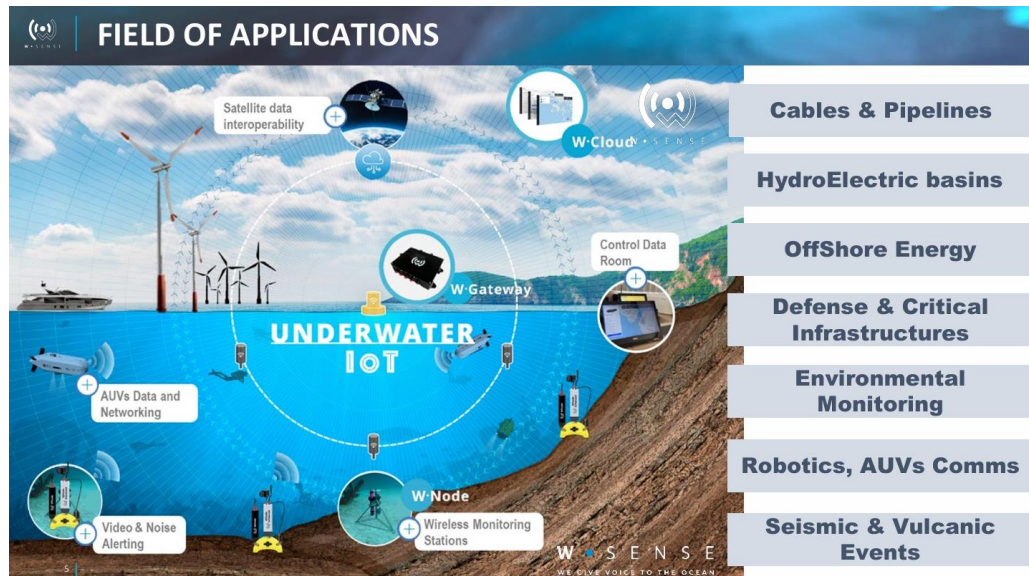 W•SENSE
FIELD OF APPLICATIONS
Satellite data
interoperability
W·Cloud
W•SENSE
Control Data
Room
W·Gateway
UNDERWATER
IoT
AUVs Data and
Networking
W·Node
Video & Noise
Alerting
Wireless Monitoring
Stations
W•SENSE
WE GIVE VOICE TO THE OCEAN
5
Cables & Pipelines
HydroElectric basins
OffShore Energy
Defense & Critical
Infrastructures
Environmental
Monitoring
Robotics, AUVs Comms
Seismic & Vulcanic
Events